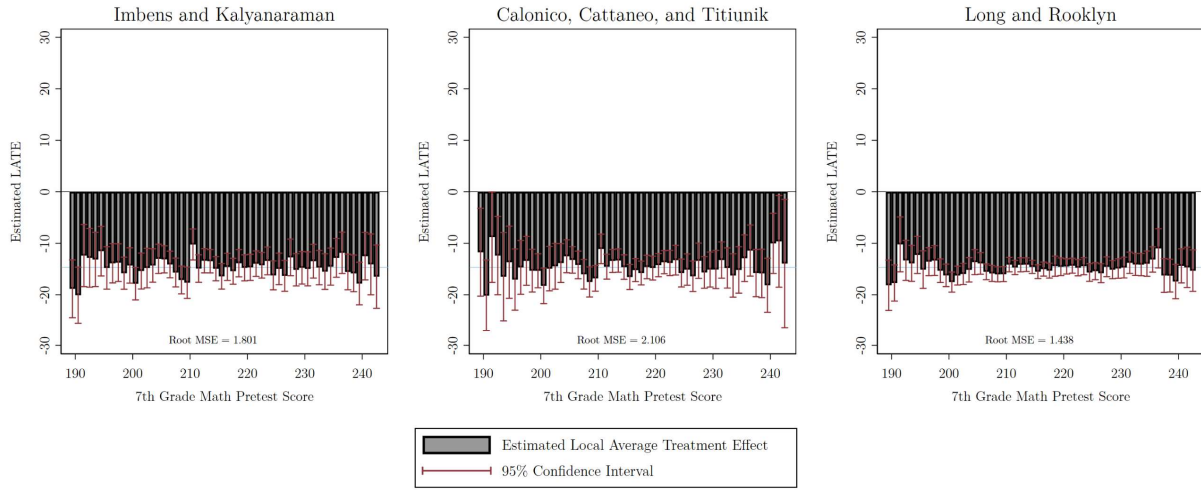 Imbens and Kalyanaraman
Estimated LATE
30
20
10
0
-10
-20
-30
Root MSE = 1.801
190
200
210
220
230
240
7th Grade Math Pretest Score
Calonico, Cattaneo, and Titiunik
Estimated LATE
30
20
10
0
-10
-20
-30
Root MSE = 2.106
190
200
210
220
230
240
7th Grade Math Pretest Score
Long and Rooklyn
Estimated LATE
30
20
10
0
-10
-20
-30
Root MSE = 1.438
190
200
210
220
230
240
7th Grade Math Pretest Score
Estimated Local Average Treatment Effect
95% Confidence Interval